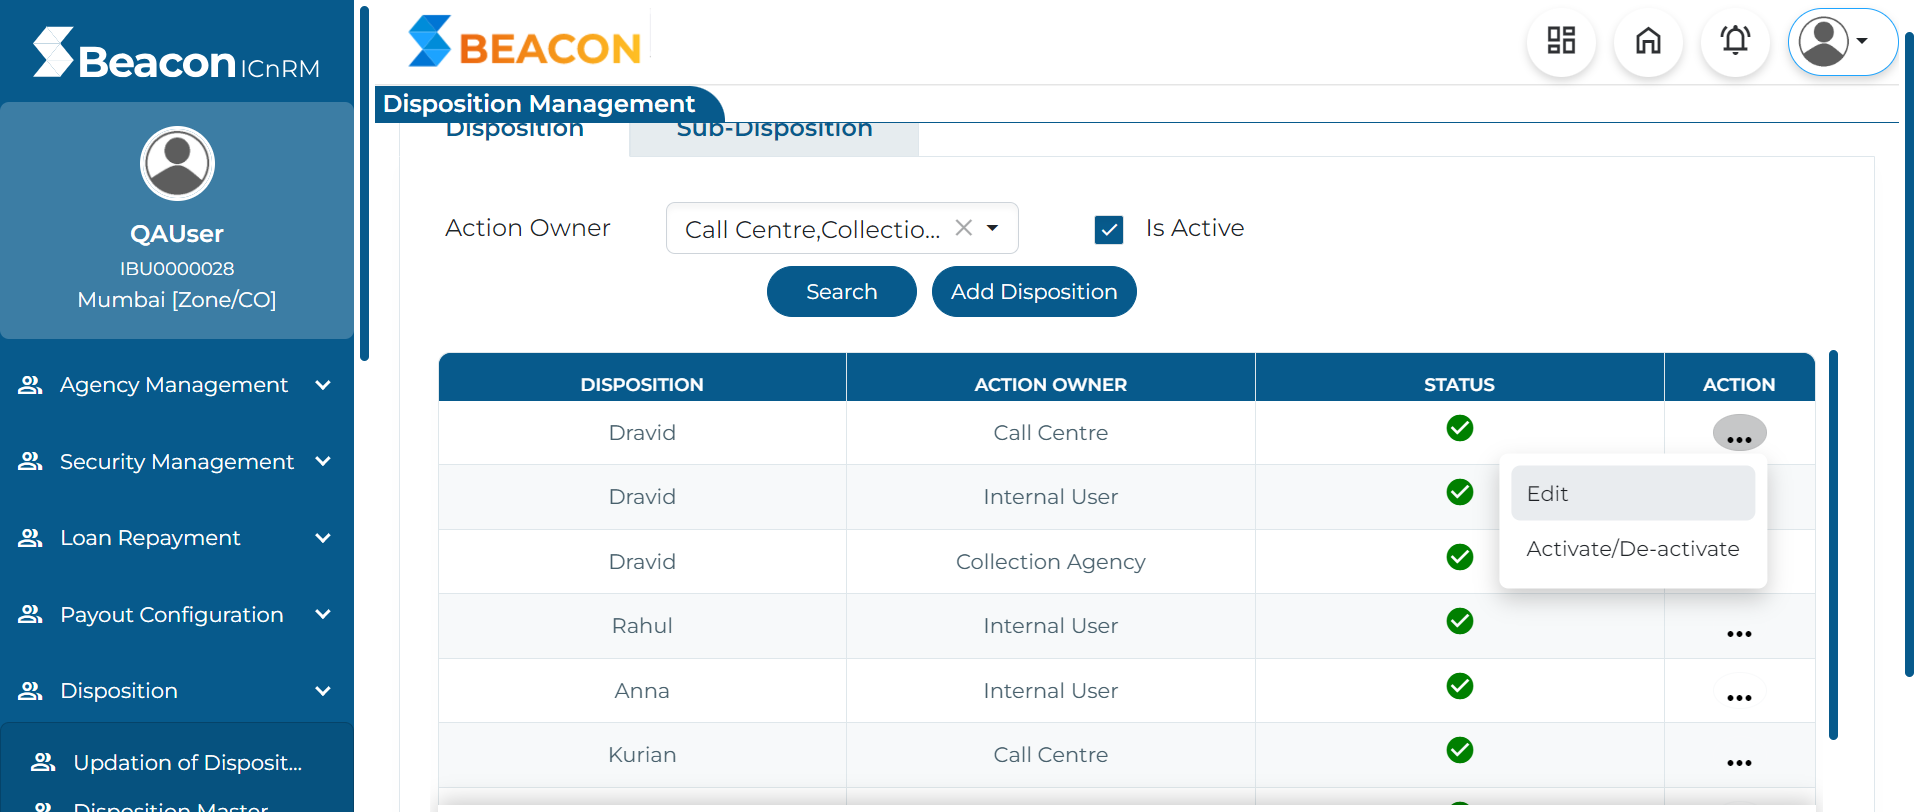 Beacon ICnRM
QAUser
IBU0000028
Mumbai [Zone/CO]
Agency Management
Security Management
Loan Repayment
Payout Configuration
Disposition
Updation of Disposit...
Disposition Master
BEACON
Disposition Management
Disposition Sub-Disposition
Action Owner Call Centre,Collectio... Is Active
Search Add Disposition
DISPOSITION ACTION OWNER STATUS ACTION
Dravid Call Centre ...
Dravid Internal User
Dravid Collection Agency
Rahul Internal User ...
Anna Internal User ...
Kurian Call Centre ...
Edit
Activate/De-activate